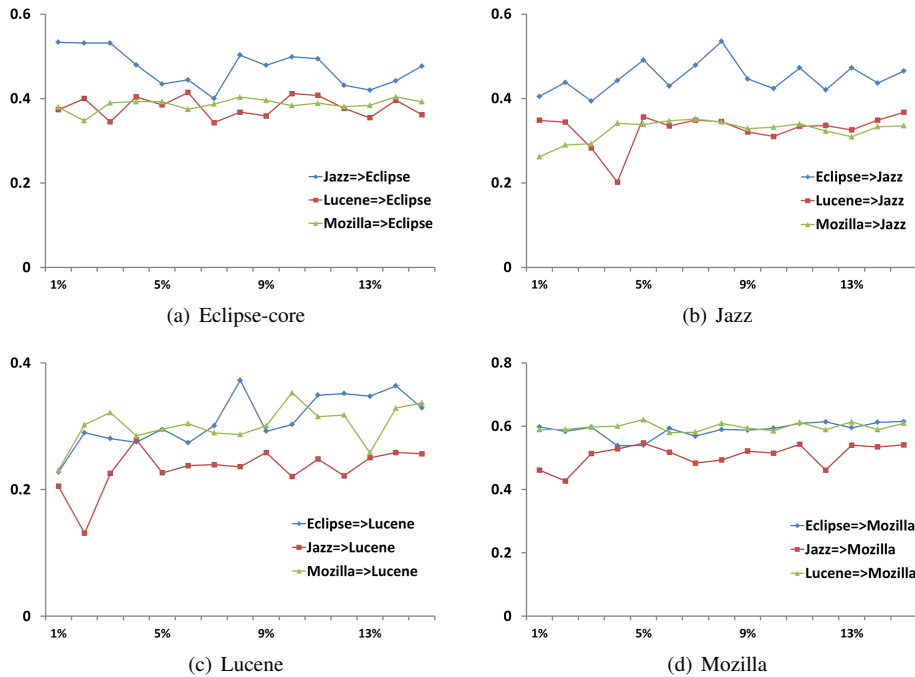 0.6
0.4
0.2
0
Jazz=>Eclipse
Lucene=>Eclipse
Mozilla=>Eclipse
1% 5% 9% 13%
(a) Eclipse-core
0.6
0.4
0.2
0
Eclipse=>Jazz
Lucene=>Jazz
Mozilla=>Jazz
1% 5% 9% 13%
(b) Jazz
0.4
0.2
0
Eclipse=>Lucene
Jazz=>Lucene
Mozilla=>Lucene
1% 5% 9% 13%
(c) Lucene
0.8
0.6
0.4
0.2
0
Eclipse=>Mozilla
Jazz=>Mozilla
Lucene=>Mozilla
1% 5% 9% 13%
(d) Mozilla